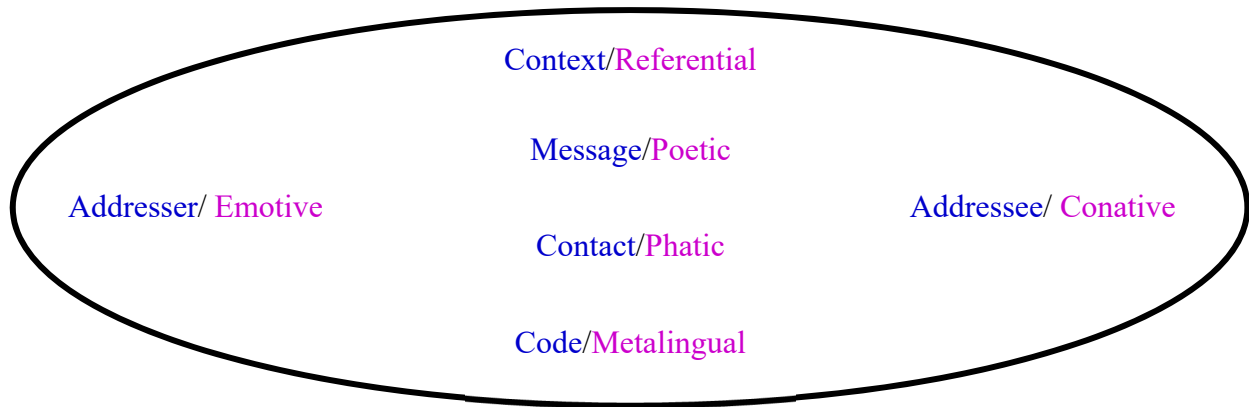 Context/Referential
Message/Poetic
Addresser/ Emotive
Addressee/ Conative
Contact/Phatic
Code/Metalingual